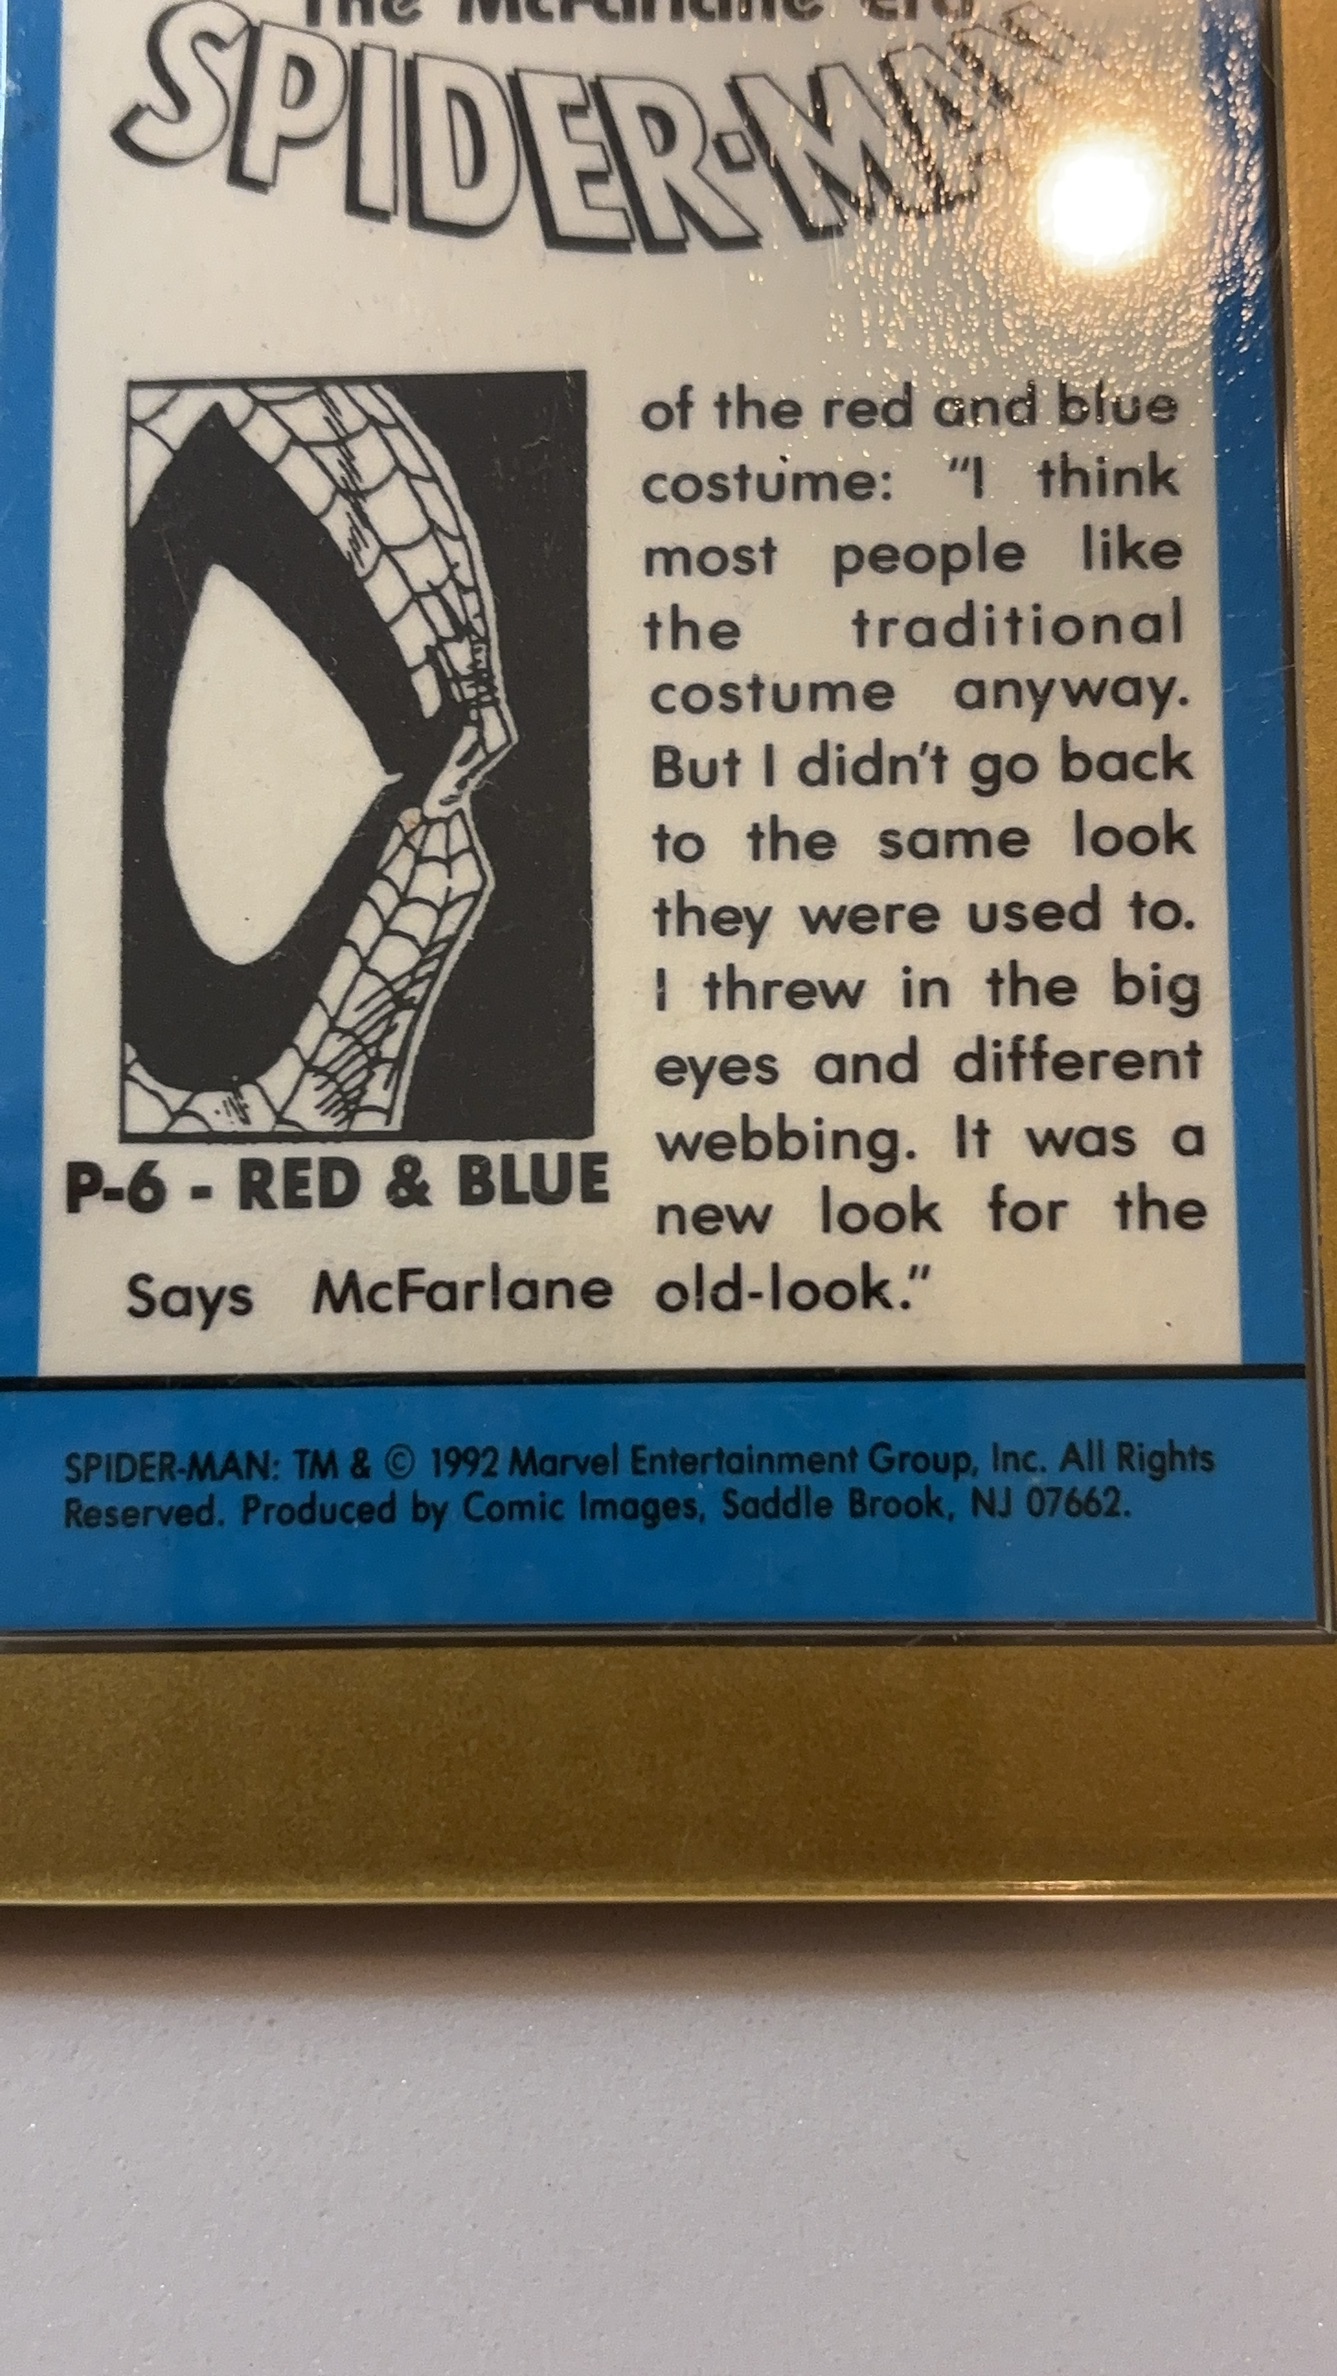 The McFarlane Era
SPIDER-MAN
P-6 - RED & BLUE
Says McFarlane
of the red and blue
costume: "I think
most people like
the traditional
costume anyway.
But I didn't go back
to the same look
they were used to.
I threw in the big
eyes and different
webbing. It was a
new look for the
old-look."
SPIDER-MAN: TM & © 1992 Marvel Entertainment Group, Inc. All Rights
Reserved. Produced by Comic Images, Saddle Brook, NJ 07662.